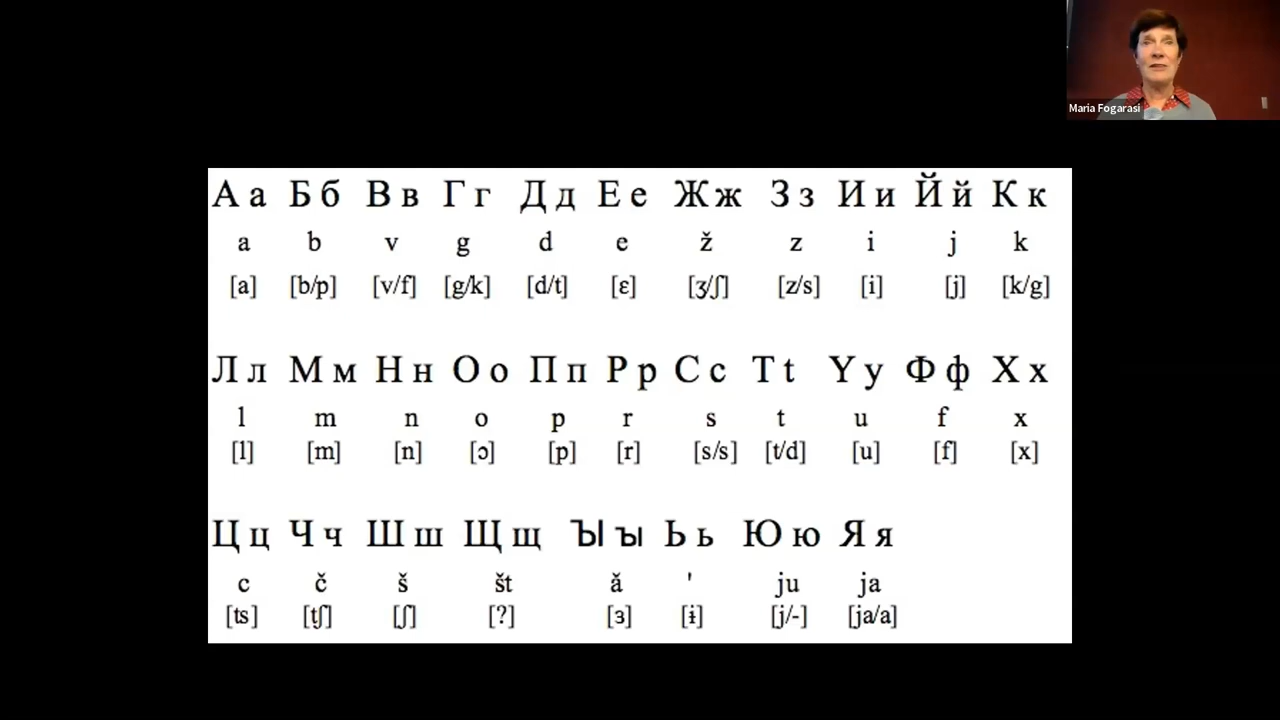 Maria Fogarasi
А а Б б В в Г г Д д Е е Ж ж З з И и Й й К к
a b v g d e ž z i j k
[a] [b/p] [v/f] [g/k] [d/t] [ɛ] [ʒ/ʃ] [z/s] [i] [j] [k/g]
Л л М м Н н О о П п Р р С с Т t Y у Ф ф Х х
l m n o p r s t u f x
[l] [m] [n] [ɔ] [p] [r] [s/s] [t/d] [u] [f] [x]
Ц ц Ч ч Ш ш Щ щ Ꙑ ꙑ Ь ь Ю ю Я я
c č š št ǎ ' ju ja
[ts] [tʃ] [ʃ] [?] [ɜ] [ɨ] [j/-] [ja/a]